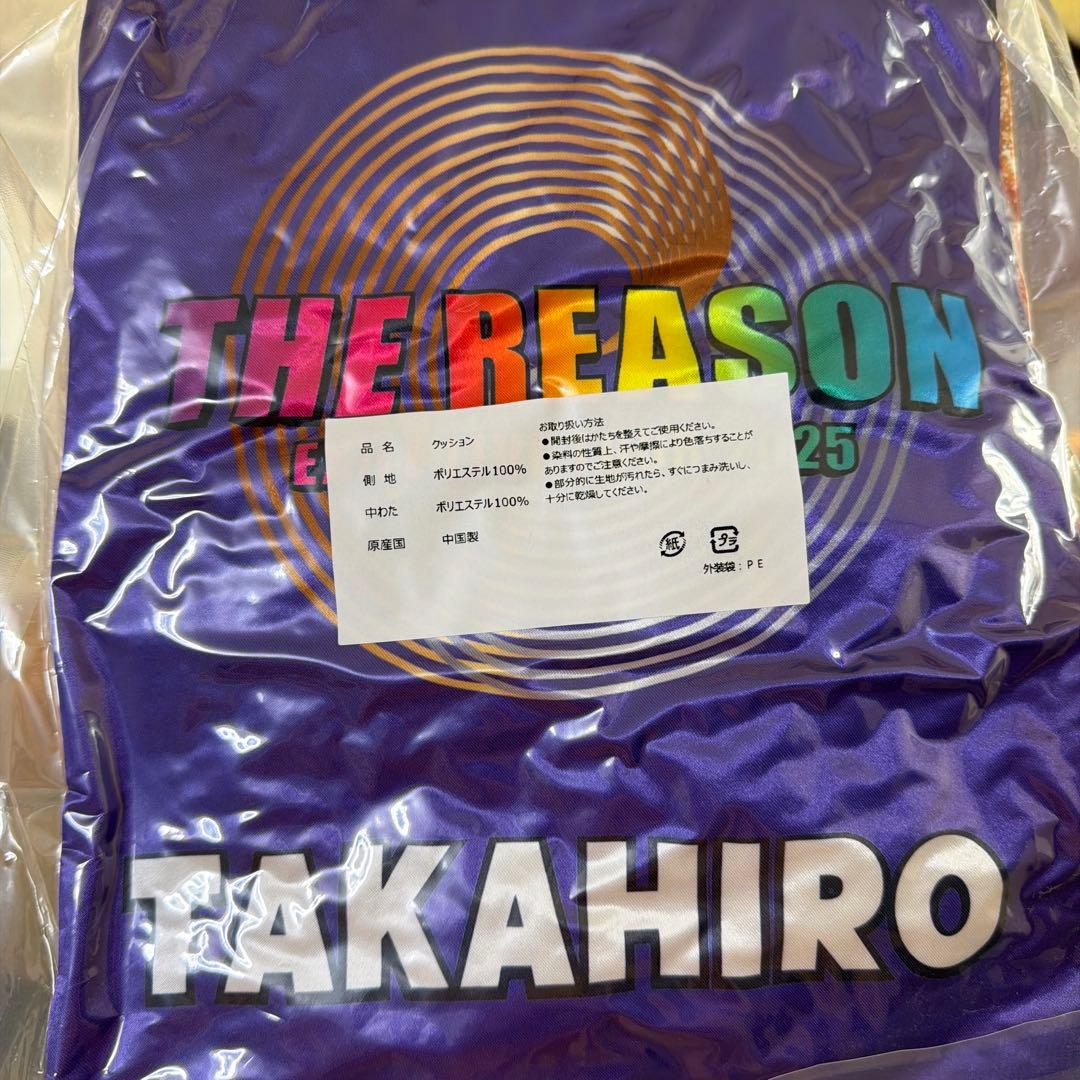 THE REASON
25
品名 クッション
側地 ポリエステル100%
中わた ポリエステル100%
原産国 中国製
お取り扱い方法
●開封後はかたちを整えてご使用ください。
●染料の性質上、汗や摩擦により色落ちすることが
ありますのでご注意ください。
●部分的に生地が汚れたら、すぐにつまみ洗いし、
十分に乾燥してください。
紙 プラ
外装袋：PE
TAKAHIRO